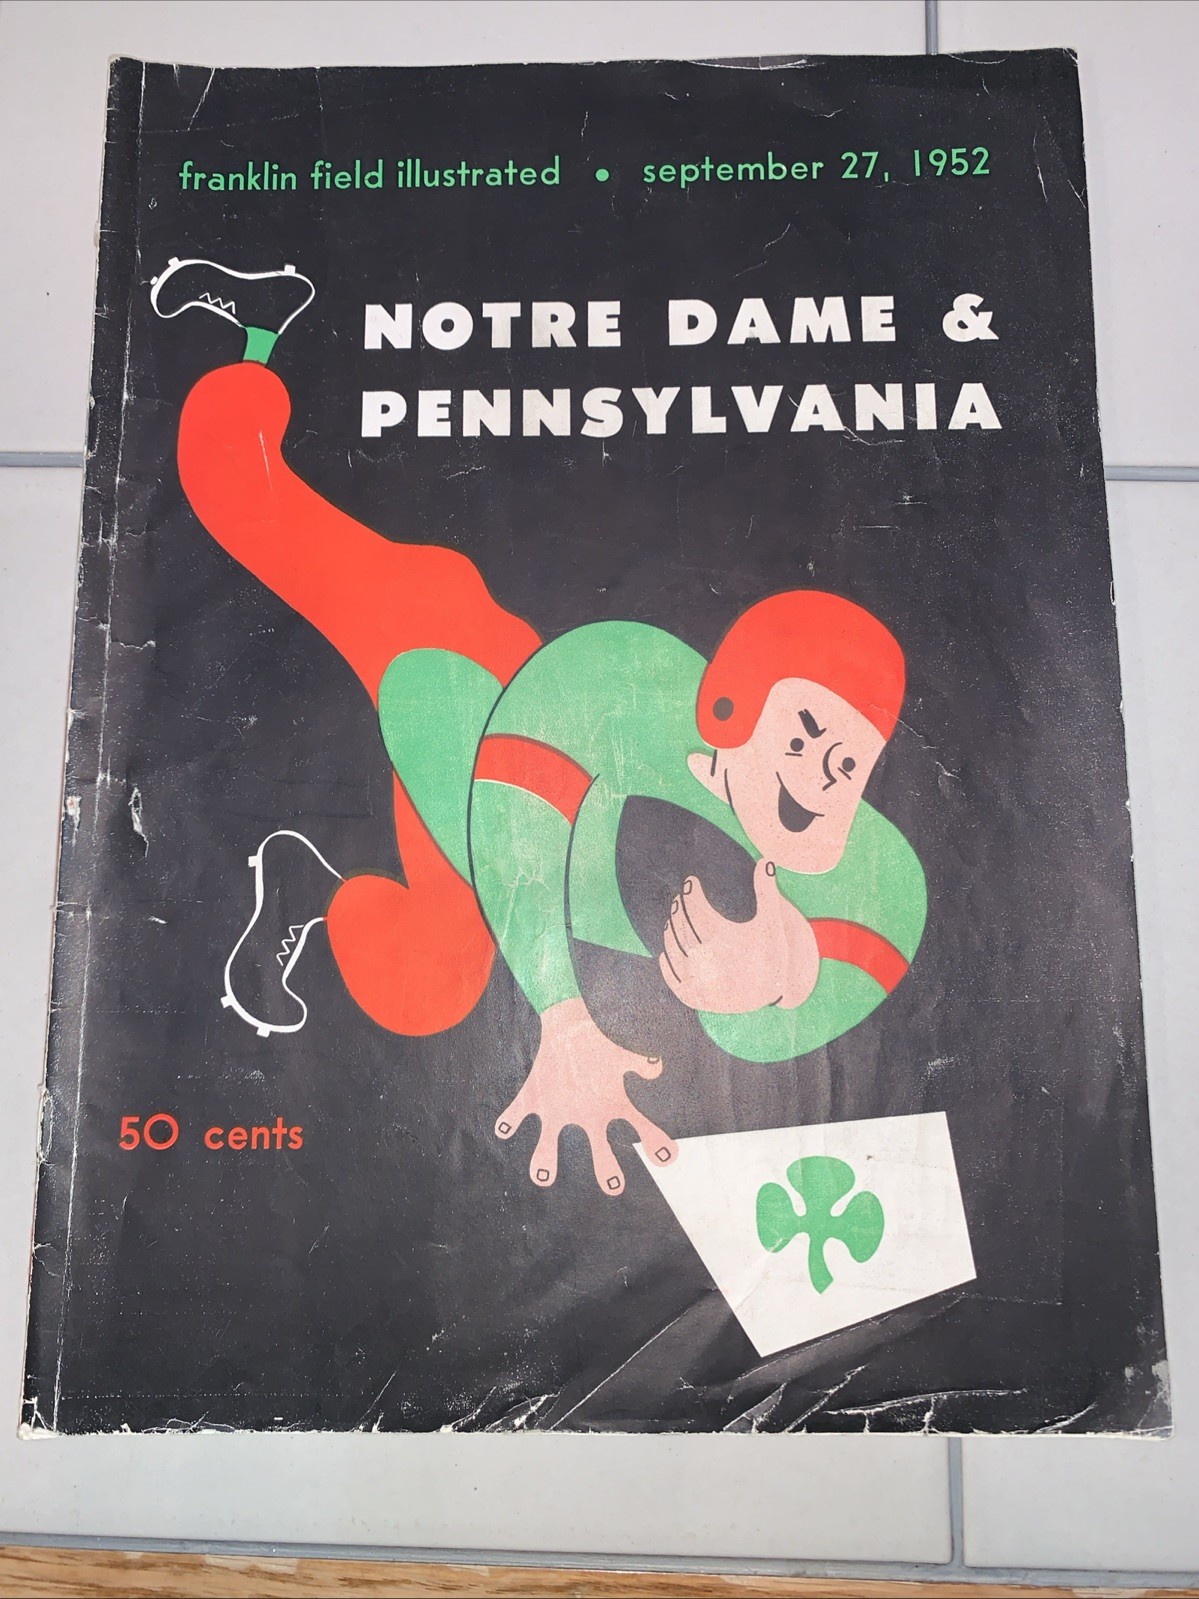 franklin field illustrated • september 27, 1952
NOTRE DAME &
PENNSYLVANIA
50 cents